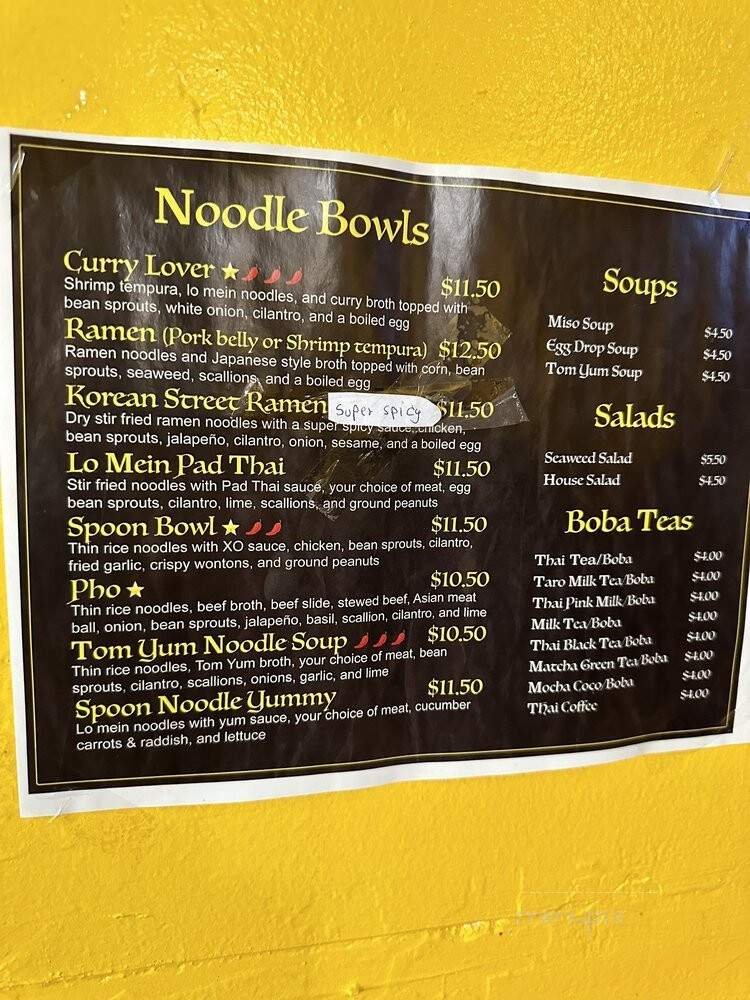 Noodle Bowls
Curry Lover ★ $11.50
Shrimp tempura, lo mein noodles, and curry broth topped with
bean sprouts, white onion, cilantro, and a boiled egg
Ramen (Pork belly or Shrimp tempura) $12.50
Ramen noodles and Japanese style broth topped with corn, bean
sprouts, seaweed, scallions, and a boiled egg
Korean Street Ramen Super spicy $11.50
Dry stir fried ramen noodles with a super spicy sauce, chicken,
bean sprouts, jalapeño, cilantro, onion, sesame, and a boiled egg
Lo Mein Pad Thai $11.50
Stir fried noodles with Pad Thai sauce, your choice of meat, egg
bean sprouts, cilantro, lime, scallions, and ground peanuts
Spoon Bowl ★ $11.50
Thin rice noodles with XO sauce, chicken, bean sprouts, cilantro,
fried garlic, crispy wontons, and ground peanuts
Pho ★ $10.50
Thin rice noodles, beef broth, beef slide, stewed beef, Asian meat
ball, onion, bean sprouts, jalapeño, basil, scallion, cilantro, and lime
Tom Yum Noodle Soup $10.50
Thin rice noodles, Tom Yum broth, your choice of meat, bean
sprouts, cilantro, scallions, onions, garlic, and lime
Spoon Noodle Yummy $11.50
Lo mein noodles with yum sauce, your choice of meat, cucumber
carrots & raddish, and lettuce
Soups
Miso Soup $4.50
Egg Drop Soup $4.50
Tom Yum Soup $4.50
Salads
Seaweed Salad $5.50
House Salad $4.50
Boba Teas
Thai Tea/Boba $4.00
Taro Milk Tea/Boba $4.00
Thai Pink Milk/Boba $4.00
Milk Tea/Boba $4.00
Thai Black Tea/Boba $4.00
Matcha Green Tea/Boba $4.00
Mocha Coco/Boba $4.00
Thai Coffee $4.00